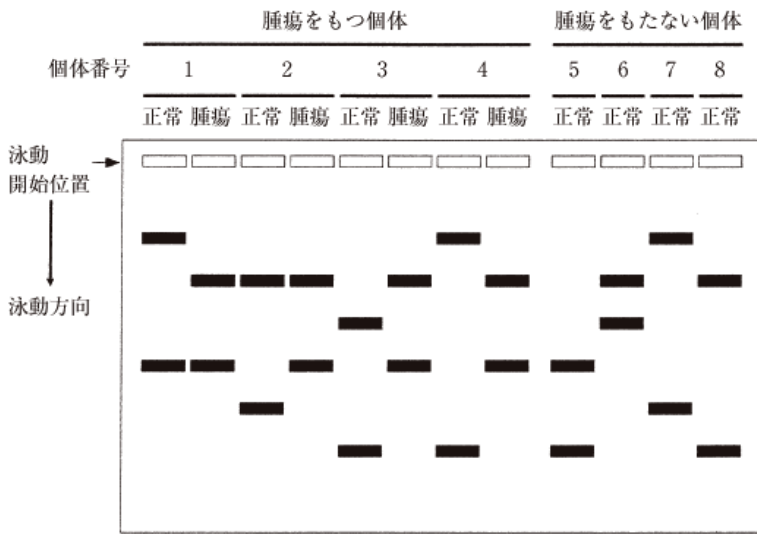 腫瘍をもつ個体 腫瘍をもたない個体
個体番号 1 2 3 4 5 6 7 8
正常 腫瘍 正常 腫瘍 正常 腫瘍 正常 腫瘍 正常 正常 正常 正常
泳動
開始位置
泳動方向